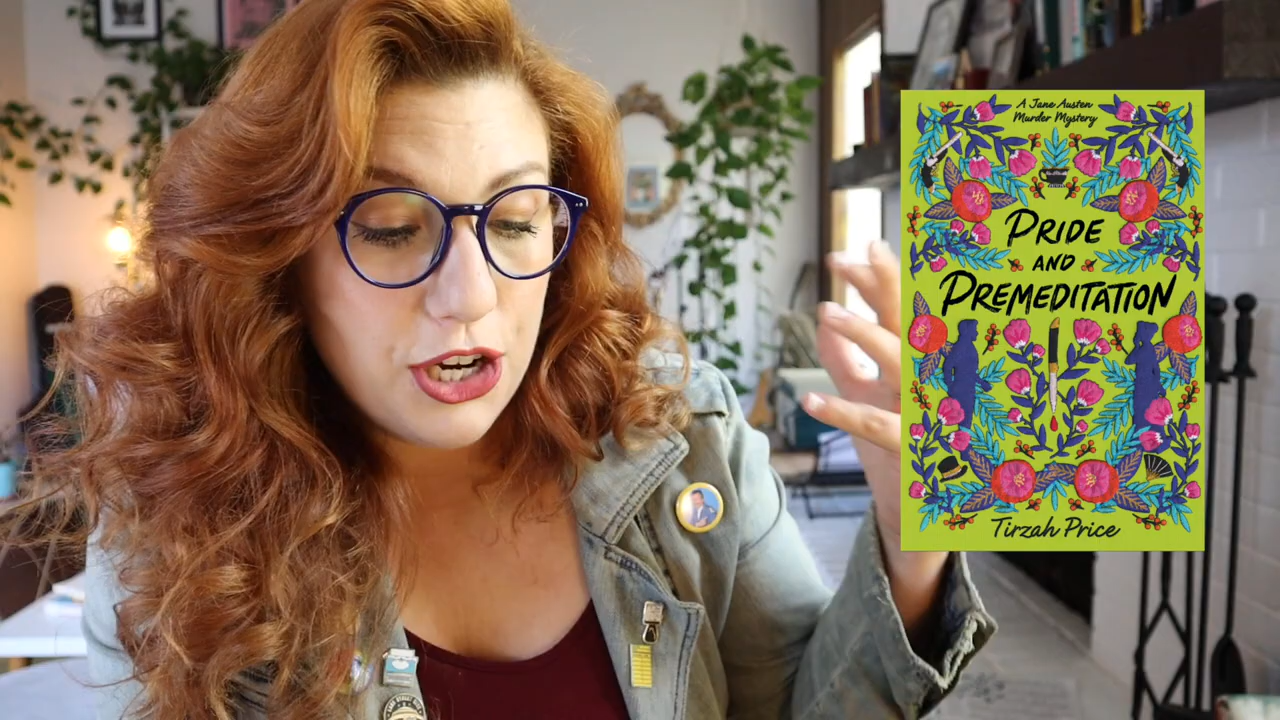 A Jane Austen
Murder Mystery
PRIDE
AND
PREMEDITATION
Tirzah Price